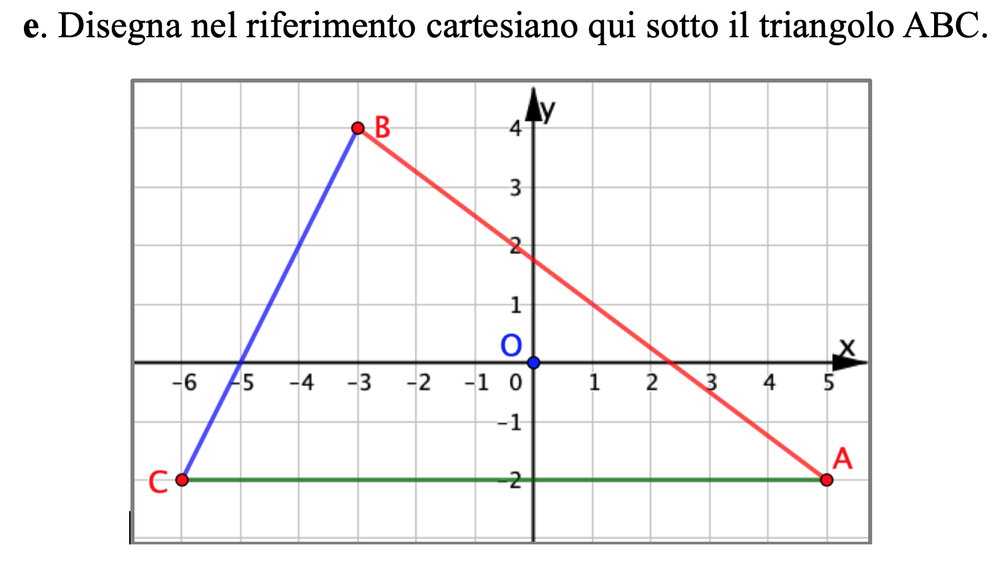 e. Disegna nel riferimento cartesiano qui sotto il triangolo ABC.
y
B
4
3
2
1
O
x
-6 -5 -4 -3 -2 -1 0 1 2 3 4 5
-1
A
C
-2